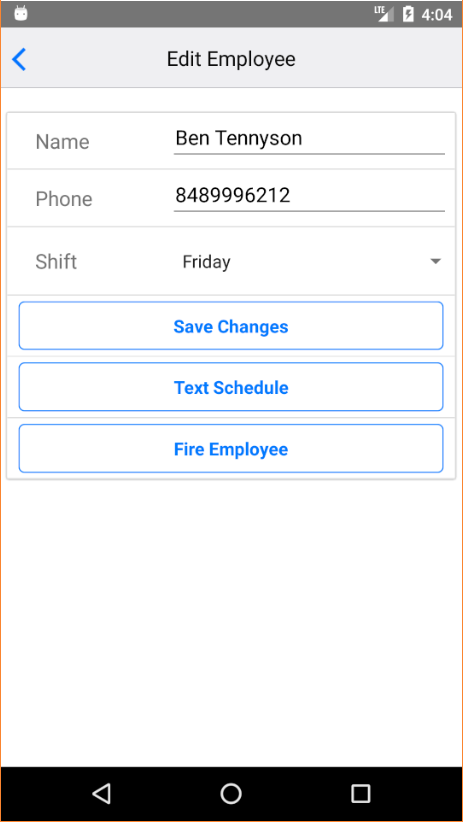 LTE 4:04
Edit Employee
Name Ben Tennyson
Phone 8489996212
Shift Friday
Save Changes
Text Schedule
Fire Employee